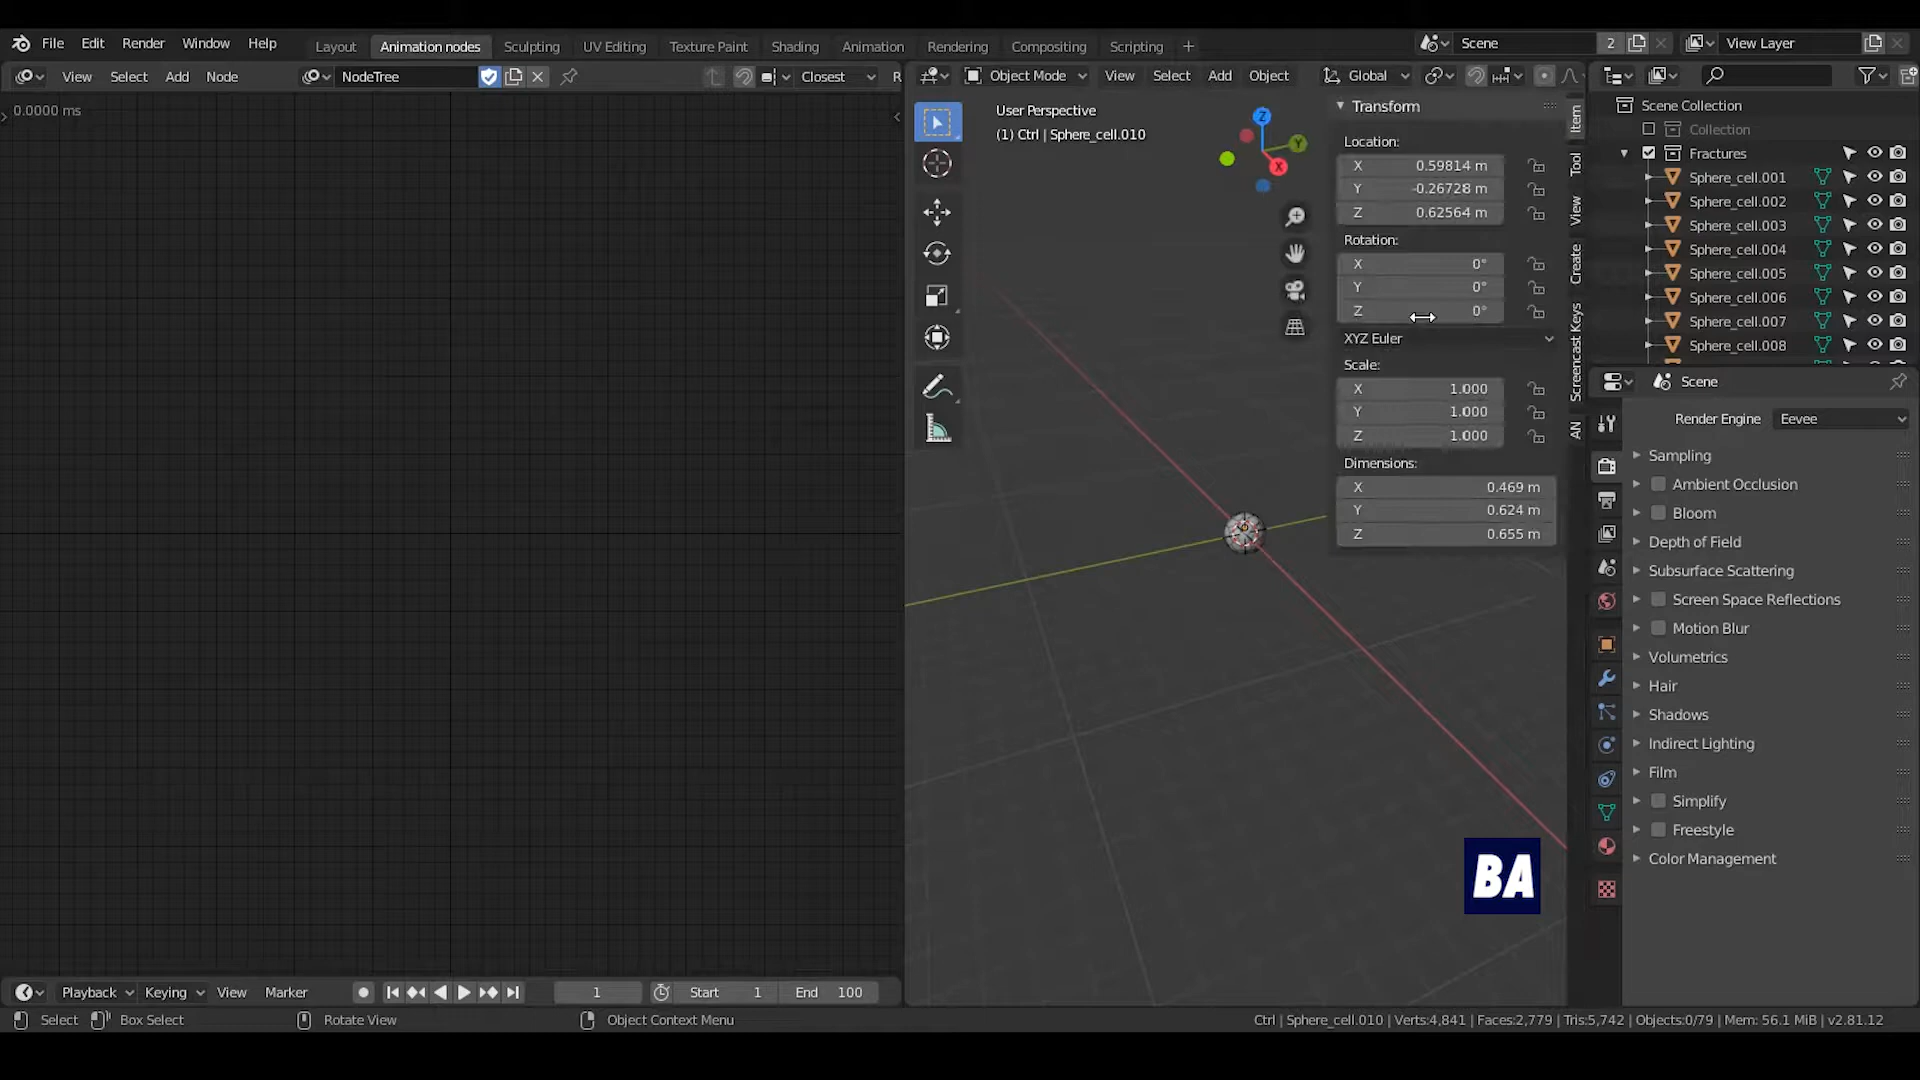 File Edit Render Window Help Layout Animation nodes Sculpting UV Editing Texture Paint Shading Animation Rendering Compositing Scripting + Scene 2 View Layer
View Select Add Node NodeTree Closest R Object Mode View Select Add Object Global
0.0000 ms
User Perspective
(1) Ctrl | Sphere_cell.010
Z
Y
X
Transform
Location:
X 0.59814 m
Y -0.26728 m
Z 0.62564 m
Rotation:
X 0°
Y 0°
Z 0°
XYZ Euler
Scale:
X 1.000
Y 1.000
Z 1.000
Dimensions:
X 0.469 m
Y 0.624 m
Z 0.655 m
Item
Tool
View
Create
Screencast Keys
AN
Scene Collection
Collection
Fractures
Sphere_cell.001
Sphere_cell.002
Sphere_cell.003
Sphere_cell.004
Sphere_cell.005
Sphere_cell.006
Sphere_cell.007
Sphere_cell.008
Scene
Render Engine Eevee
Sampling
Ambient Occlusion
Bloom
Depth of Field
Subsurface Scattering
Screen Space Reflections
Motion Blur
Volumetrics
Hair
Shadows
Indirect Lighting
Film
Simplify
Freestyle
Color Management
BA
Playback Keying View Marker 1 Start 1 End 100
Select Box Select Rotate View Object Context Menu Ctrl | Sphere_cell.010 | Verts:4,841 | Faces:2,779 | Tris:5,742 | Objects:0/79 | Mem: 56.1 MiB | v2.81.12